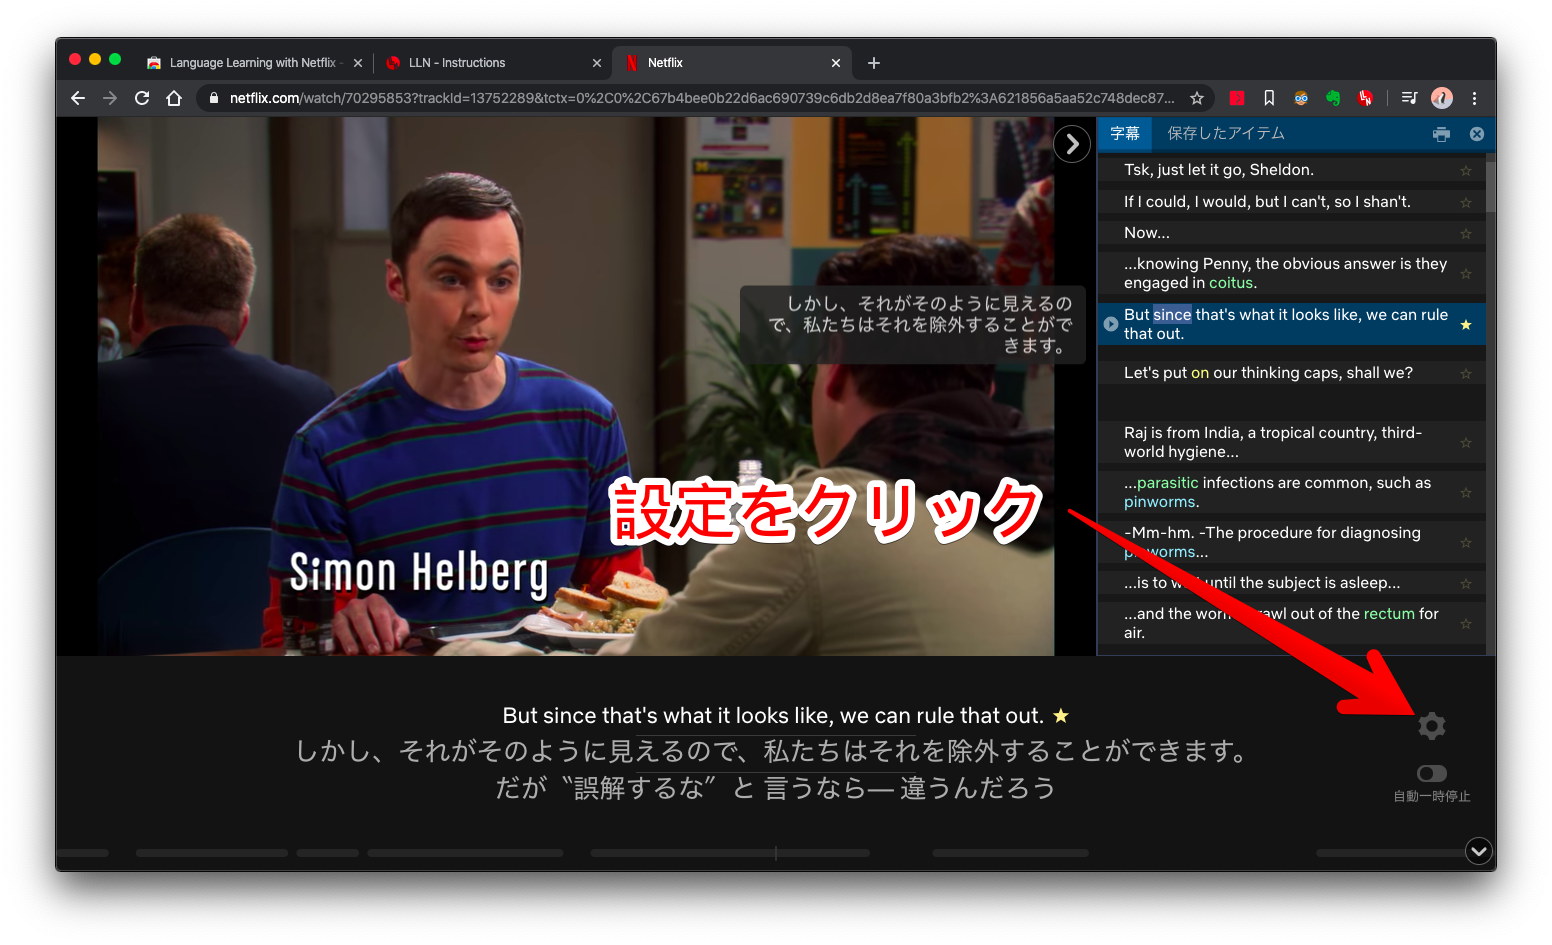 Language Learning with Netflix -
LLN - Instructions
Netflix
netflix.com/watch/70295853?trackId=13752289&tctx=0%2C0%2C67b4bee0b22d6ac690739c6db2d8ea7f80a3bfb2%3A621856a5aa52c748dec87...
字幕
保存したアイテム
Tsk, just let it go, Sheldon.
If I could, I would, but I can't, so I shan't.
Now...
...knowing Penny, the obvious answer is they
engaged in coitus.
But since that's what it looks like, we can rule
that out.
Let's put on our thinking caps, shall we?
Raj is from India, a tropical country, third-
world hygiene...
...parasitic infections are common, such as
pinworms.
-Mm-hm. -The procedure for diagnosing
pinworms...
...is to wait until the subject is asleep...
...and the worms crawl out of the rectum for
air.
しかし、それがそのように見えるの
で、私たちはそれを除外することがで
きます。
設定をクリック
Simon Helberg
But since that's what it looks like, we can rule that out.
しかし、それがそのように見えるので、私たちはそれを除外することができます。
だが〝誤解するな〞と 言うなら― 違うんだろう
自動一時停止